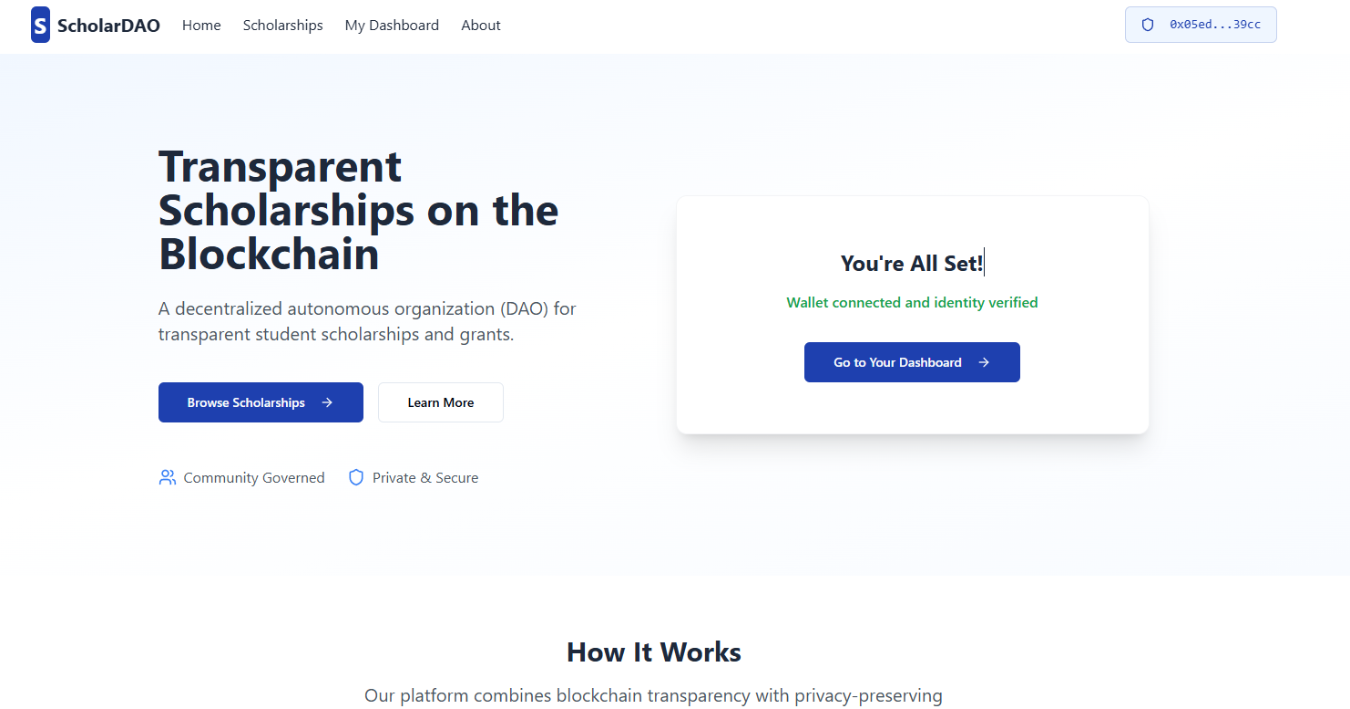 S ScholarDAO Home Scholarships My Dashboard About 0x05ed...39cc
Transparent
Scholarships on the
Blockchain
A decentralized autonomous organization (DAO) for
transparent student scholarships and grants.
Browse Scholarships → Learn More
Community Governed Private & Secure
You're All Set!
Wallet connected and identity verified
Go to Your Dashboard →
How It Works
Our platform combines blockchain transparency with privacy-preserving